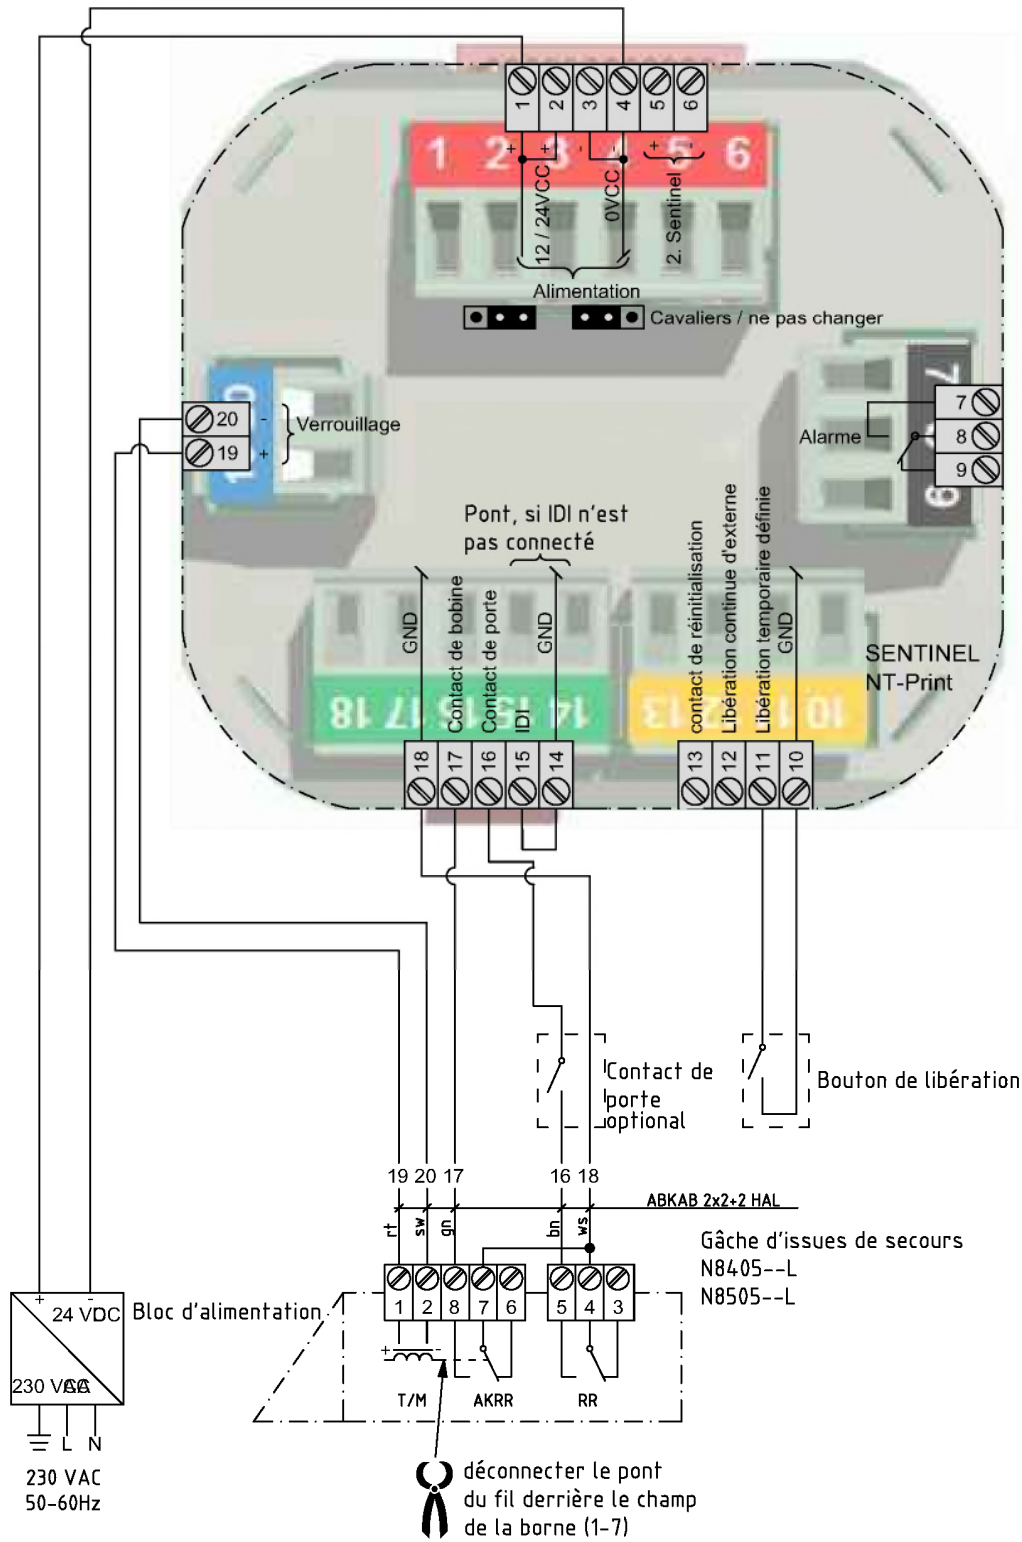 1 2 3 4 5 6
1 2 3 4 5 6
+ + - - + -
12 / 24VCC
0VCC
2. Sentinel
Alimentation
Cavaliers / ne pas changer
20 -
19 +
Verrouillage
Alarme
7
7
8
9
Pont, si IDI n'est
pas connecté
GND
Contact de bobine
Contact de porte
IDI
GND
contact de réinitialisation
Libération continue d'externe
Libération temporaire définie
GND
SENTINEL
NT-Print
18 17 16 15 14
13 12 11 10
18 17 16 15 14
13 12 11 10
Contact de
porte
optional
Bouton de libération
19 20 17 16 18
ABKAB 2x2+2 HAL
rt sw gn bn ws
Gâche d'issues de secours
N8405--L
N8505--L
1 2 8 7 6 5 4 3
+ -
24 VDC
Bloc d'alimentation
230 VAC
+ -
T/M AKRR RR
L N
230 VAC
50-60Hz
déconnecter le pont
du fil derrière le champ
de la borne (1-7)